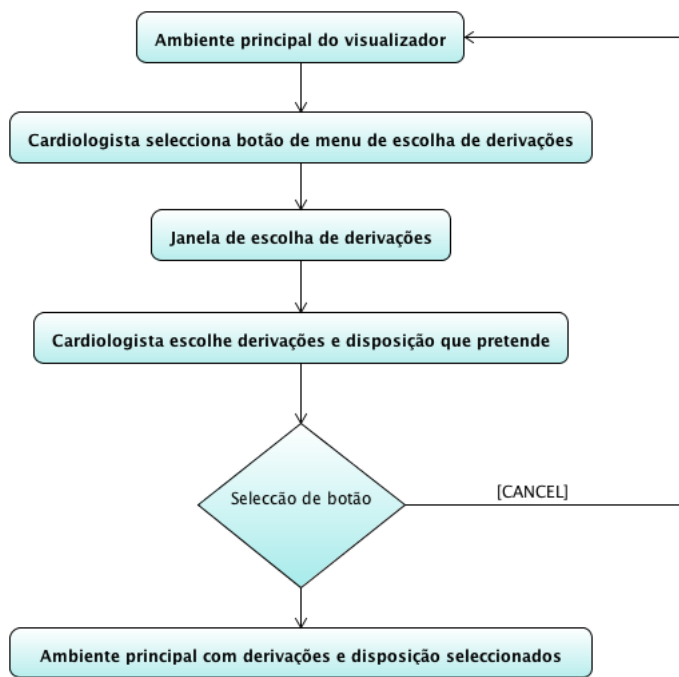 Ambiente principal do visualizador
Cardiologista selecciona botão de menu de escolha de derivações
Janela de escolha de derivações
Cardiologista escolhe derivações e disposição que pretende
Selecção de botão
[CANCEL]
Ambiente principal com derivações e disposição seleccionados